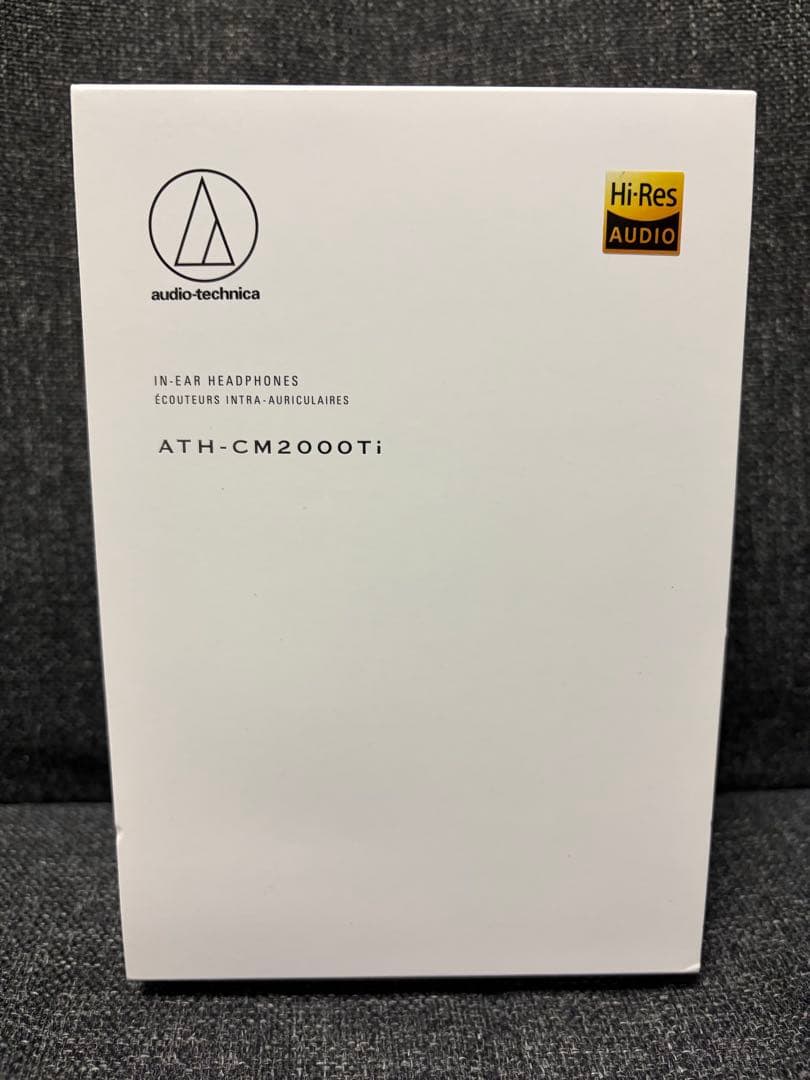 audio-technica
Hi-Res
AUDIO
IN-EAR HEADPHONES
ÉCOUTEURS INTRA-AURICULAIRES
ATH-CM2000Ti